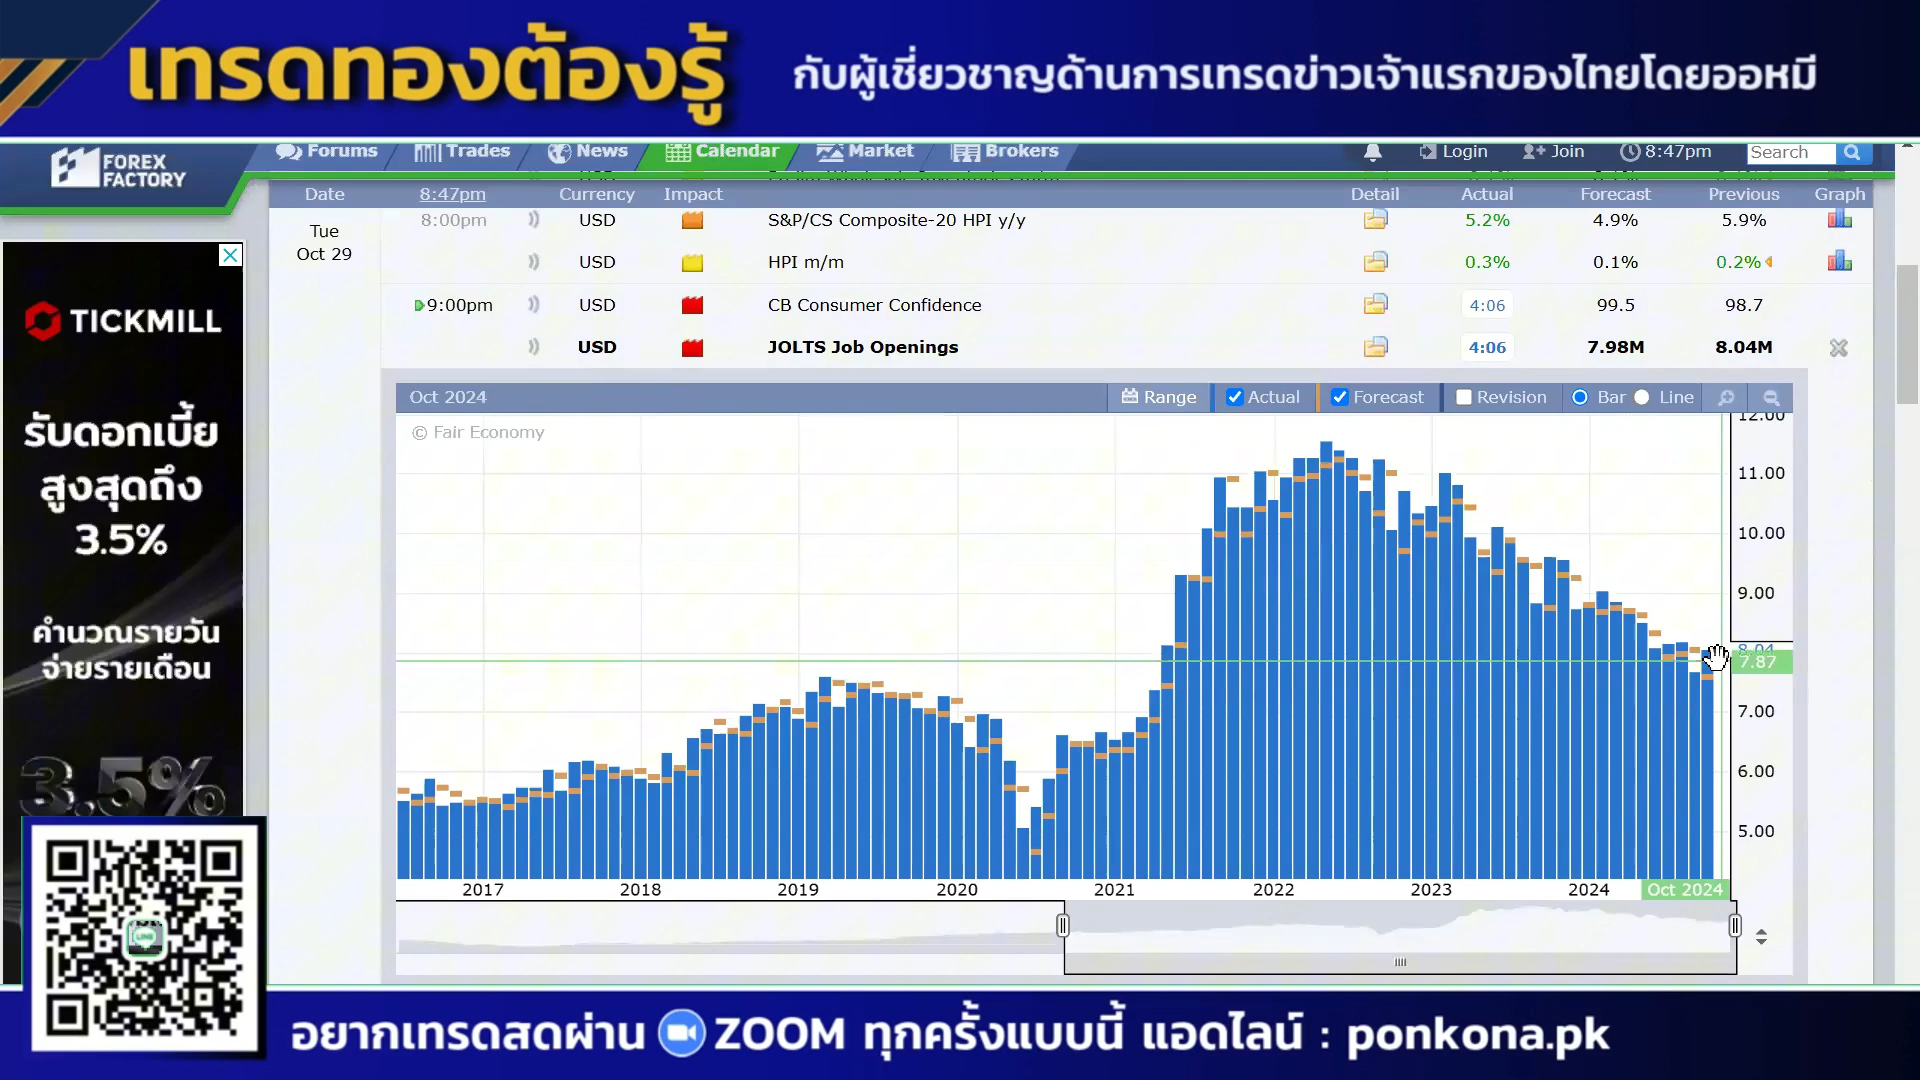 เทรดทองต้องรู้ กับผู้เชี่ยวชาญด้านการเทรดข่าวเจ้าแรกของไทยโดยออหมี
FOREX FACTORY Forums Trades News Calendar Market Brokers Login Join 8:47pm Search
Date 8:47pm Currency Impact Detail Actual Forecast Previous Graph
Tue Oct 29 8:00pm USD S&P/CS Composite-20 HPI y/y 5.2% 4.9% 5.9%
USD HPI m/m 0.3% 0.1% 0.2%
9:00pm USD CB Consumer Confidence 4:06 99.5 98.7
USD JOLTS Job Openings 4:06 7.98M 8.04M
Oct 2024 Range Actual Forecast Revision Bar Line
© Fair Economy
12.00
11.00
10.00
9.00
8.04
7.87
7.00
6.00
5.00
2017 2018 2019 2020 2021 2022 2023 2024 Oct 2024
TICKMILL
รับดอกเบี้ย
สูงสุดถึง
3.5%
คำนวณรายวัน
จ่ายรายเดือน
3.5%
LINE
อยากเทรดสดผ่าน ZOOM ทุกครั้งแบบนี้ แอดไลน์ : ponkona.pk